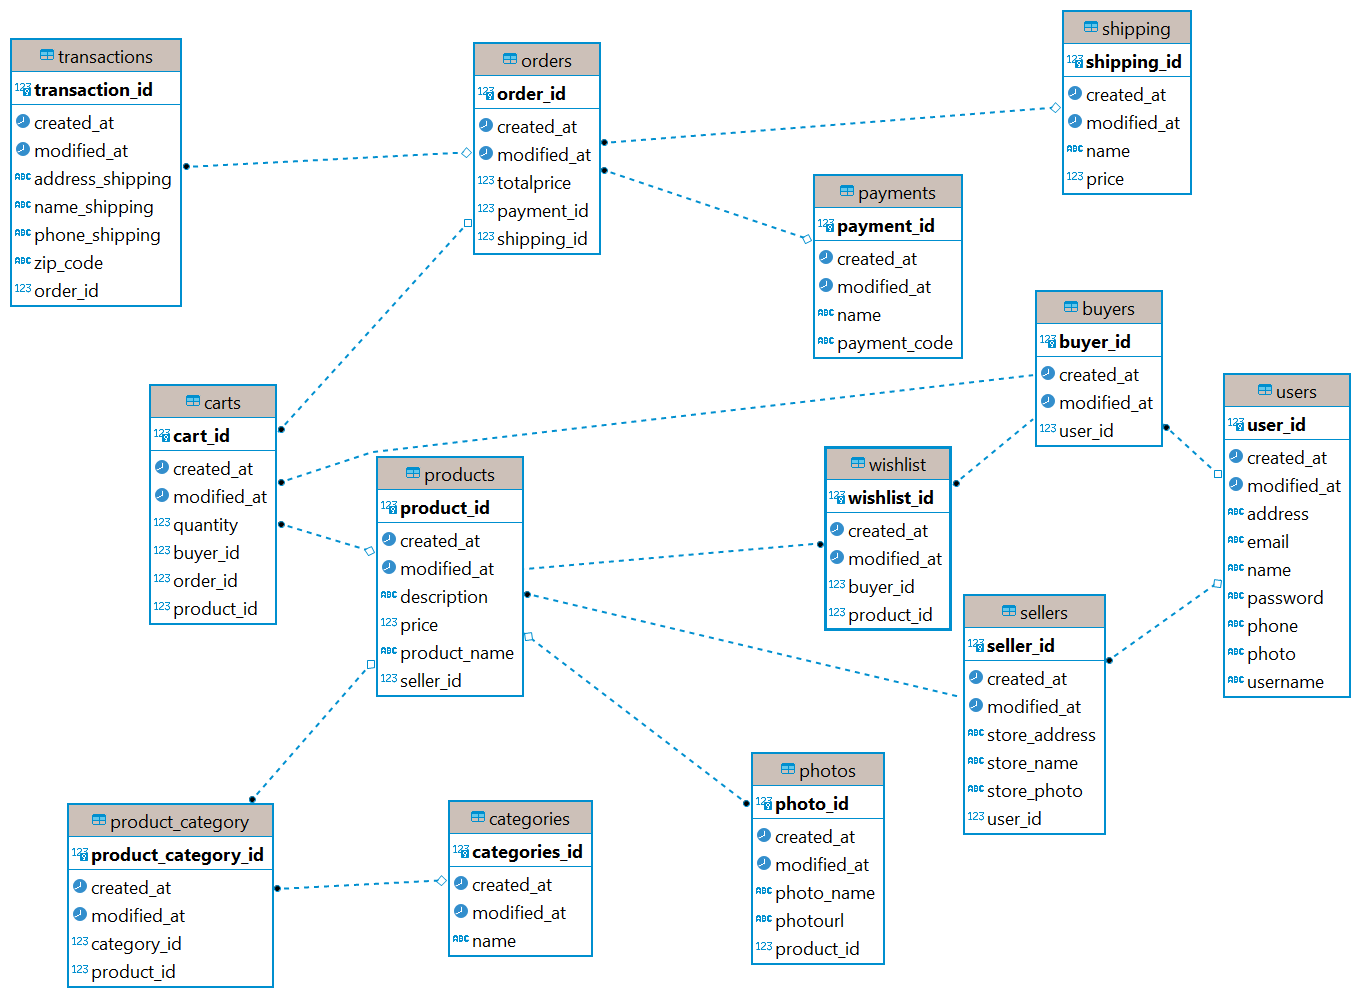 transactions
transaction_id
created_at
modified_at
address_shipping
name_shipping
phone_shipping
zip_code
order_id
orders
order_id
created_at
modified_at
totalprice
payment_id
shipping_id
shipping
shipping_id
created_at
modified_at
name
price
payments
payment_id
created_at
modified_at
name
payment_code
buyers
buyer_id
created_at
modified_at
user_id
users
user_id
created_at
modified_at
address
email
name
password
phone
photo
username
carts
cart_id
created_at
modified_at
quantity
buyer_id
order_id
product_id
products
product_id
created_at
modified_at
description
price
product_name
seller_id
wishlist
wishlist_id
created_at
modified_at
buyer_id
product_id
sellers
seller_id
created_at
modified_at
store_address
store_name
store_photo
user_id
photos
photo_id
created_at
modified_at
photo_name
photourl
product_id
product_category
product_category_id
created_at
modified_at
category_id
product_id
categories
categories_id
created_at
modified_at
name